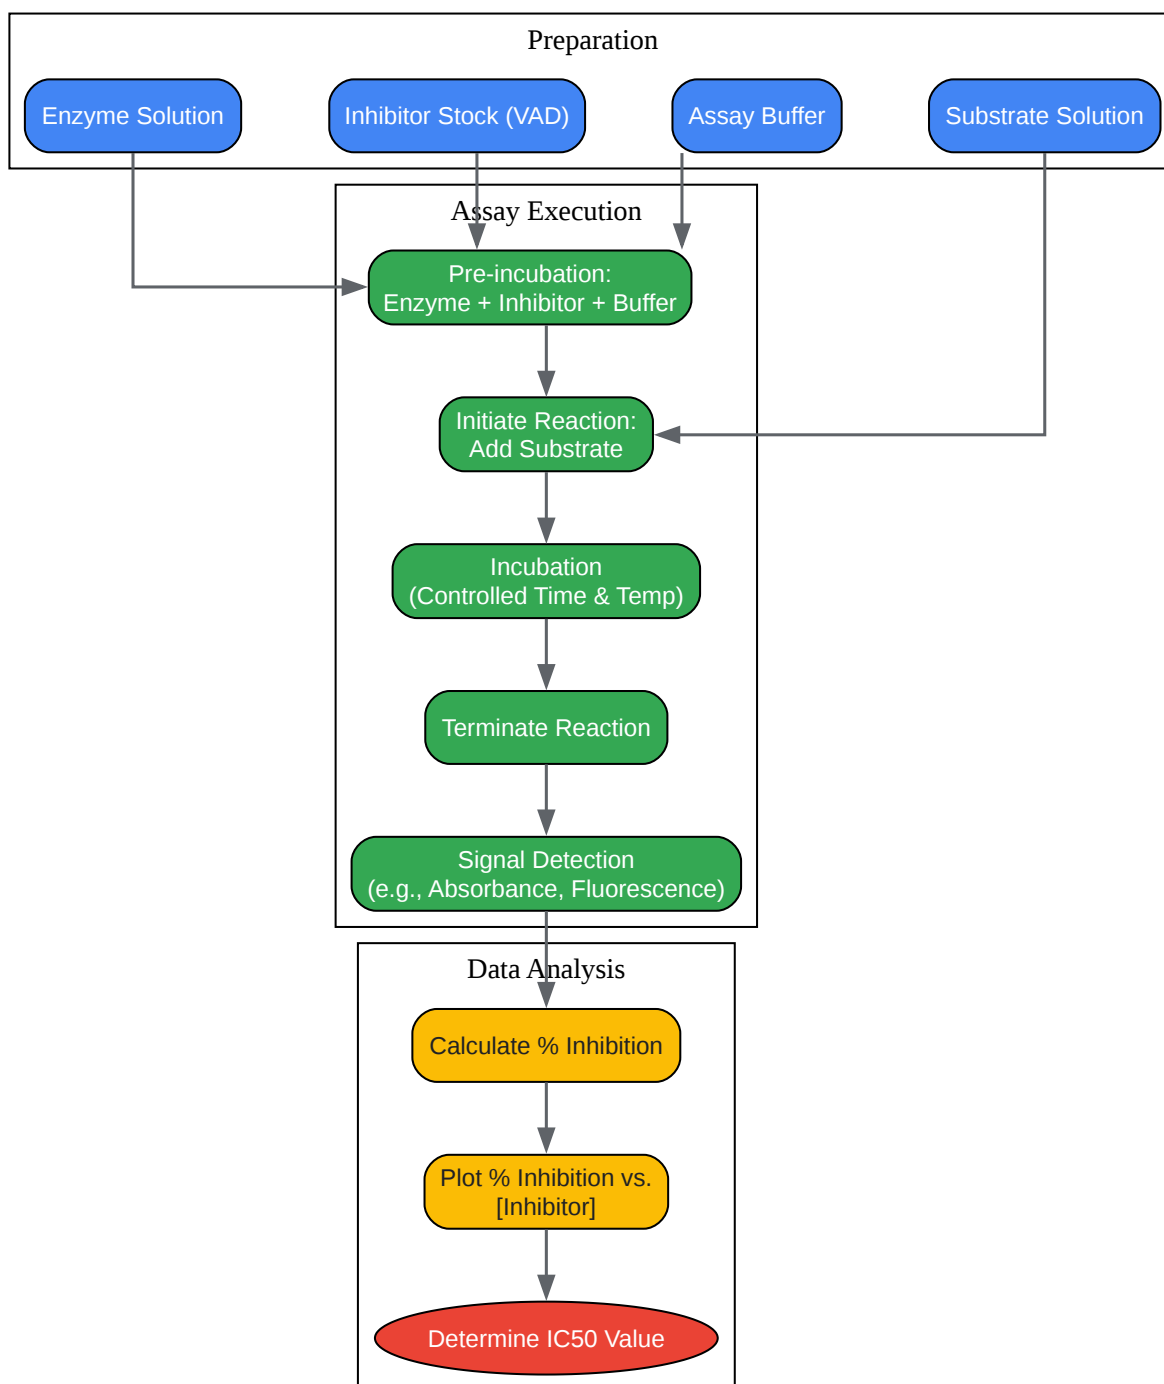 Preparation
Enzyme Solution
Inhibitor Stock (VAD)
Assay Buffer
Substrate Solution
Assay Execution
Pre-incubation:
Enzyme + Inhibitor + Buffer
Initiate Reaction:
Add Substrate
Incubation
(Controlled Time & Temp)
Terminate Reaction
Signal Detection
(e.g., Absorbance, Fluorescence)
Data Analysis
Calculate % Inhibition
Plot % Inhibition vs.
[Inhibitor]
Determine IC50 Value